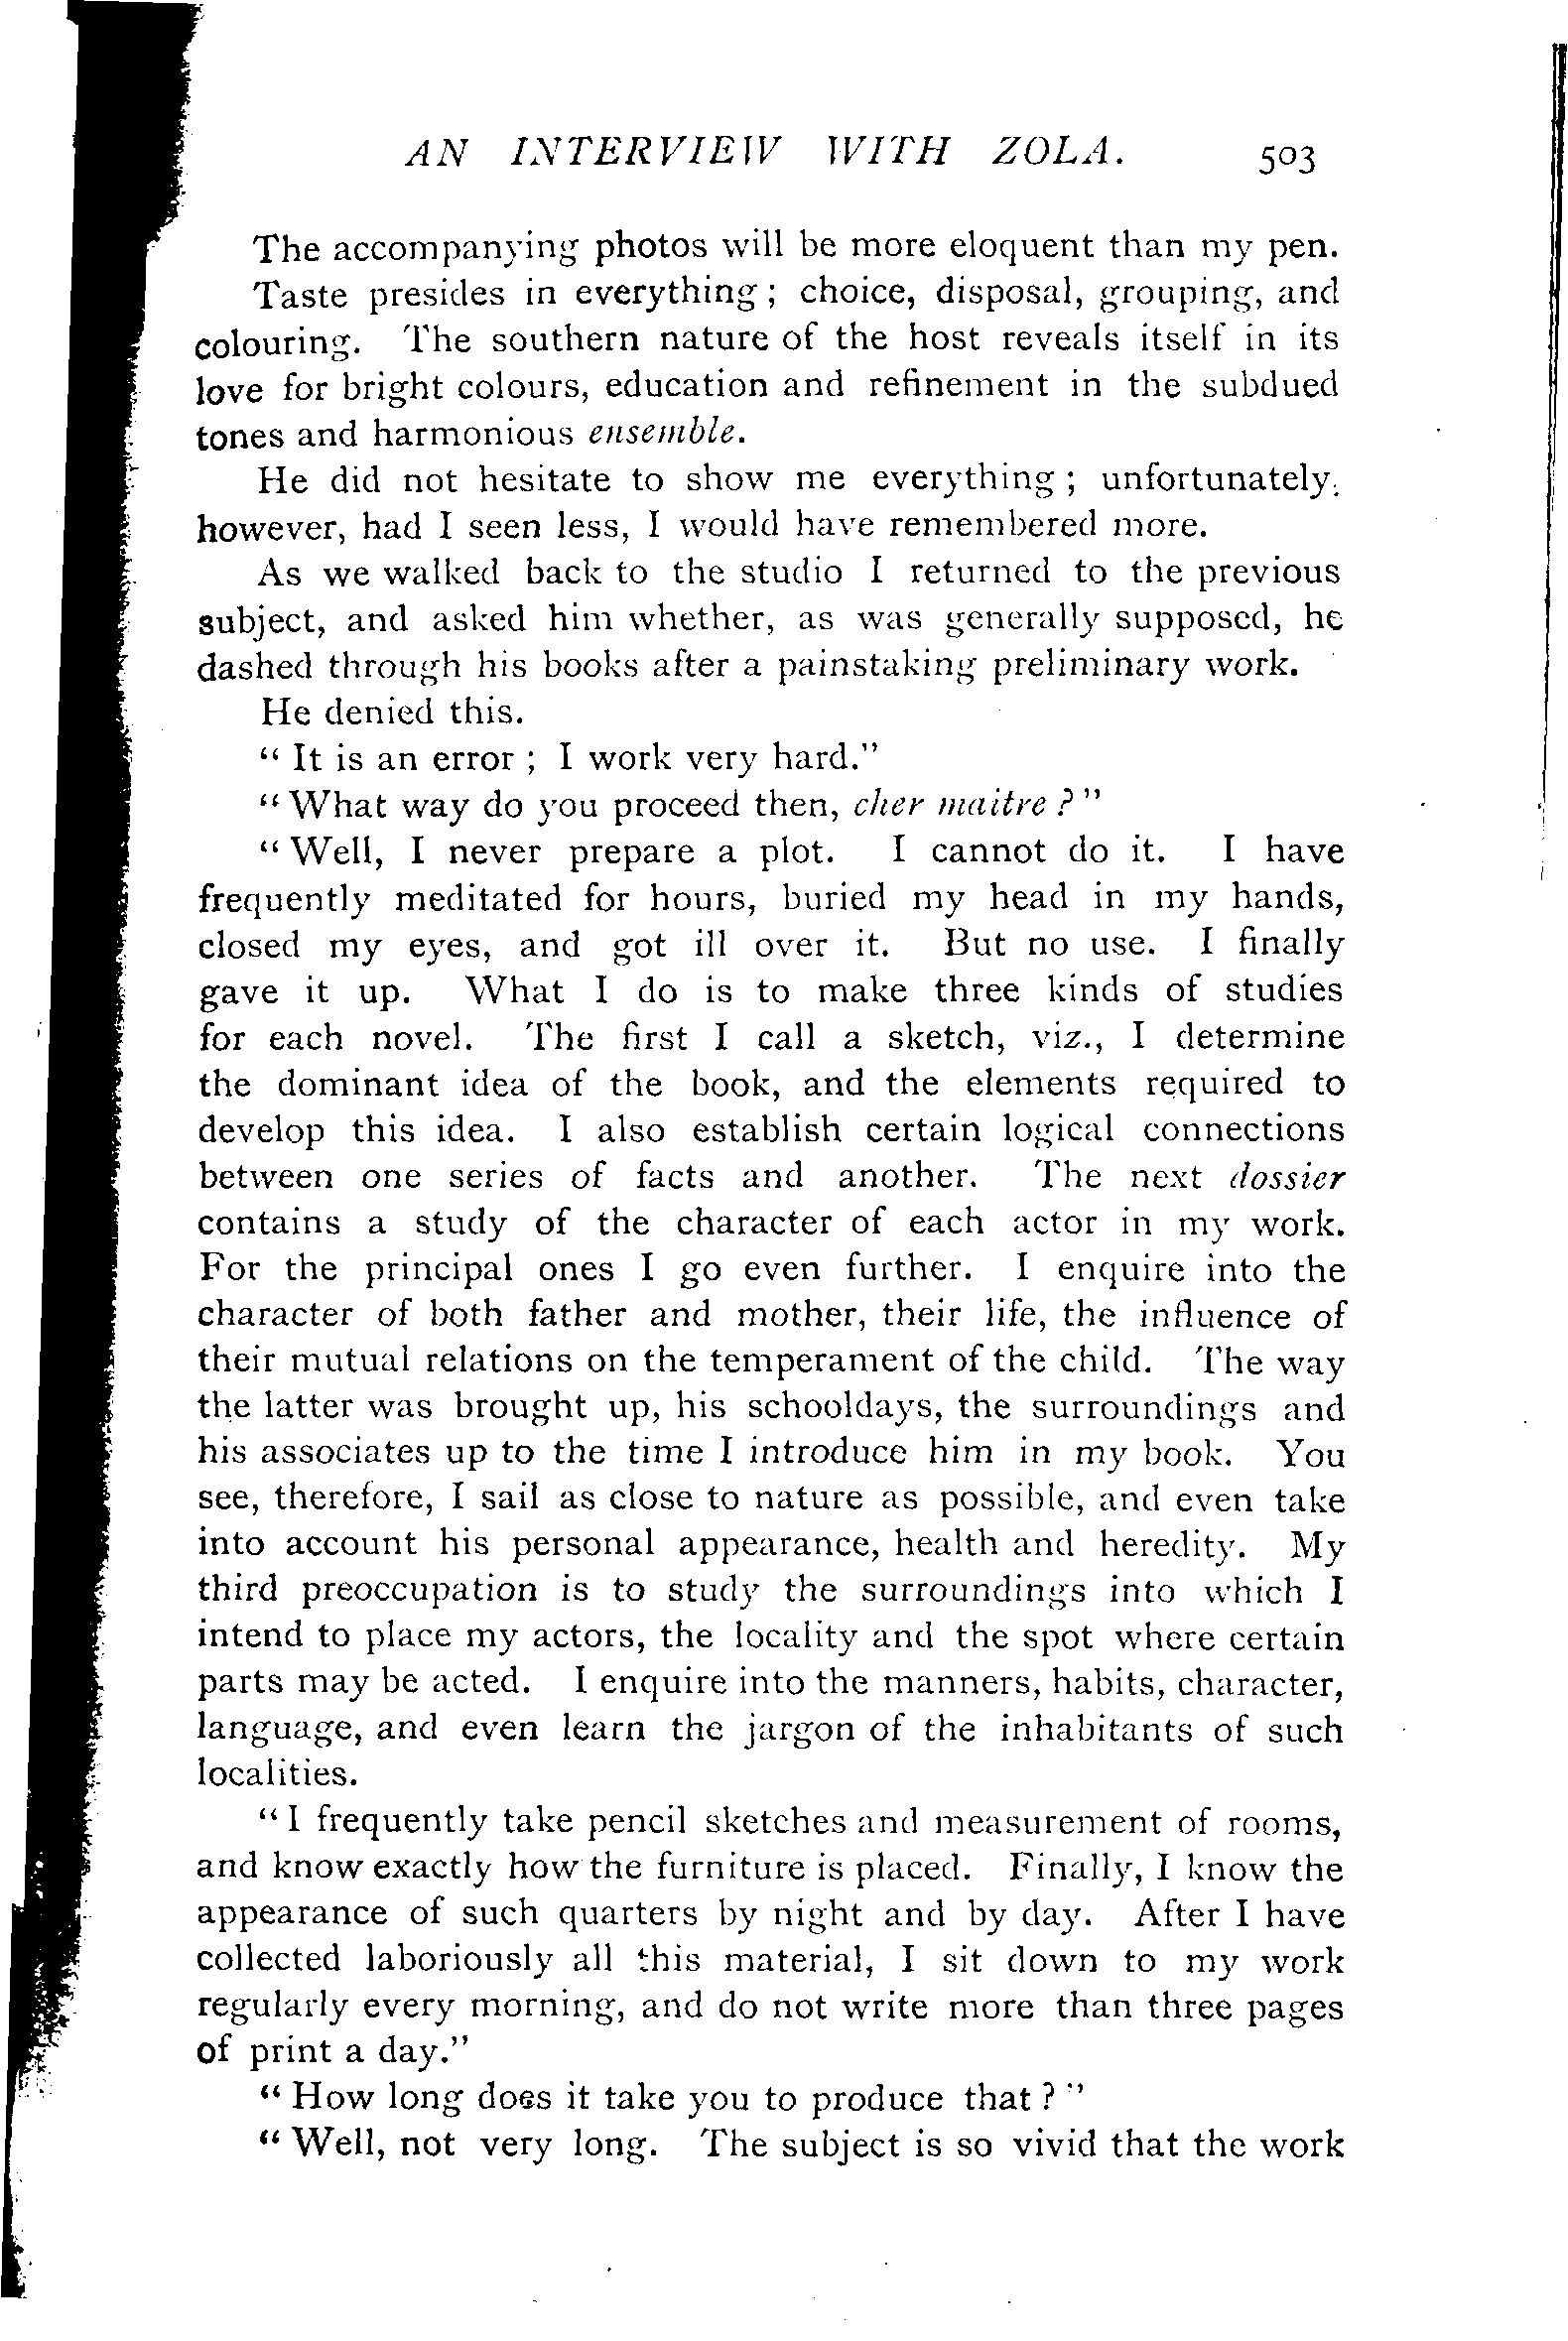 AN INTERVIEW WITH ZOLA. 503
The accompanying photos will be more eloquent than my pen.
Taste presides in everything ; choice, disposal, grouping, and
colouring. The southern nature of the host reveals itself in its
love for bright colours, education and refinement in the subdued
tones and harmonious ensemble.
He did not hesitate to show me everything ; unfortunately,
however, had I seen less, I would have remembered more.
As we walked back to the studio I returned to the previous
subject, and asked him whether, as was generally supposed, he
dashed through his books after a painstaking preliminary work.
He denied this.
“ It is an error ; I work very hard.”
“ What way do you proceed then, cher maitre ? ”
“ Well, I never prepare a plot. I cannot do it. I have
frequently meditated for hours, buried my head in my hands,
closed my eyes, and got ill over it. But no use. I finally
gave it up. What I do is to make three kinds of studies
for each novel. The first I call a sketch, viz., I determine
the dominant idea of the book, and the elements required to
develop this idea. I also establish certain logical connections
between one series of facts and another. The next dossier
contains a study of the character of each actor in my work.
For the principal ones I go even further. I enquire into the
character of both father and mother, their life, the influence of
their mutual relations on the temperament of the child. The way
the latter was brought up, his schooldays, the surroundings and
his associates up to the time I introduce him in my book. You
see, therefore, I sail as close to nature as possible, and even take
into account his personal appearance, health and heredity. My
third preoccupation is to study the surroundings into which I
intend to place my actors, the locality and the spot where certain
parts may be acted. I enquire into the manners, habits, character,
language, and even learn the jargon of the inhabitants of such
localities.
“ I frequently take pencil sketches and measurement of rooms,
and know exactly how the furniture is placed. Finally, I know the
appearance of such quarters by night and by day. After I have
collected laboriously all this material, I sit down to my work
regularly every morning, and do not write more than three pages
of print a day.”
“ How long does it take you to produce that ? ”
“ Well, not very long. The subject is so vivid that the work